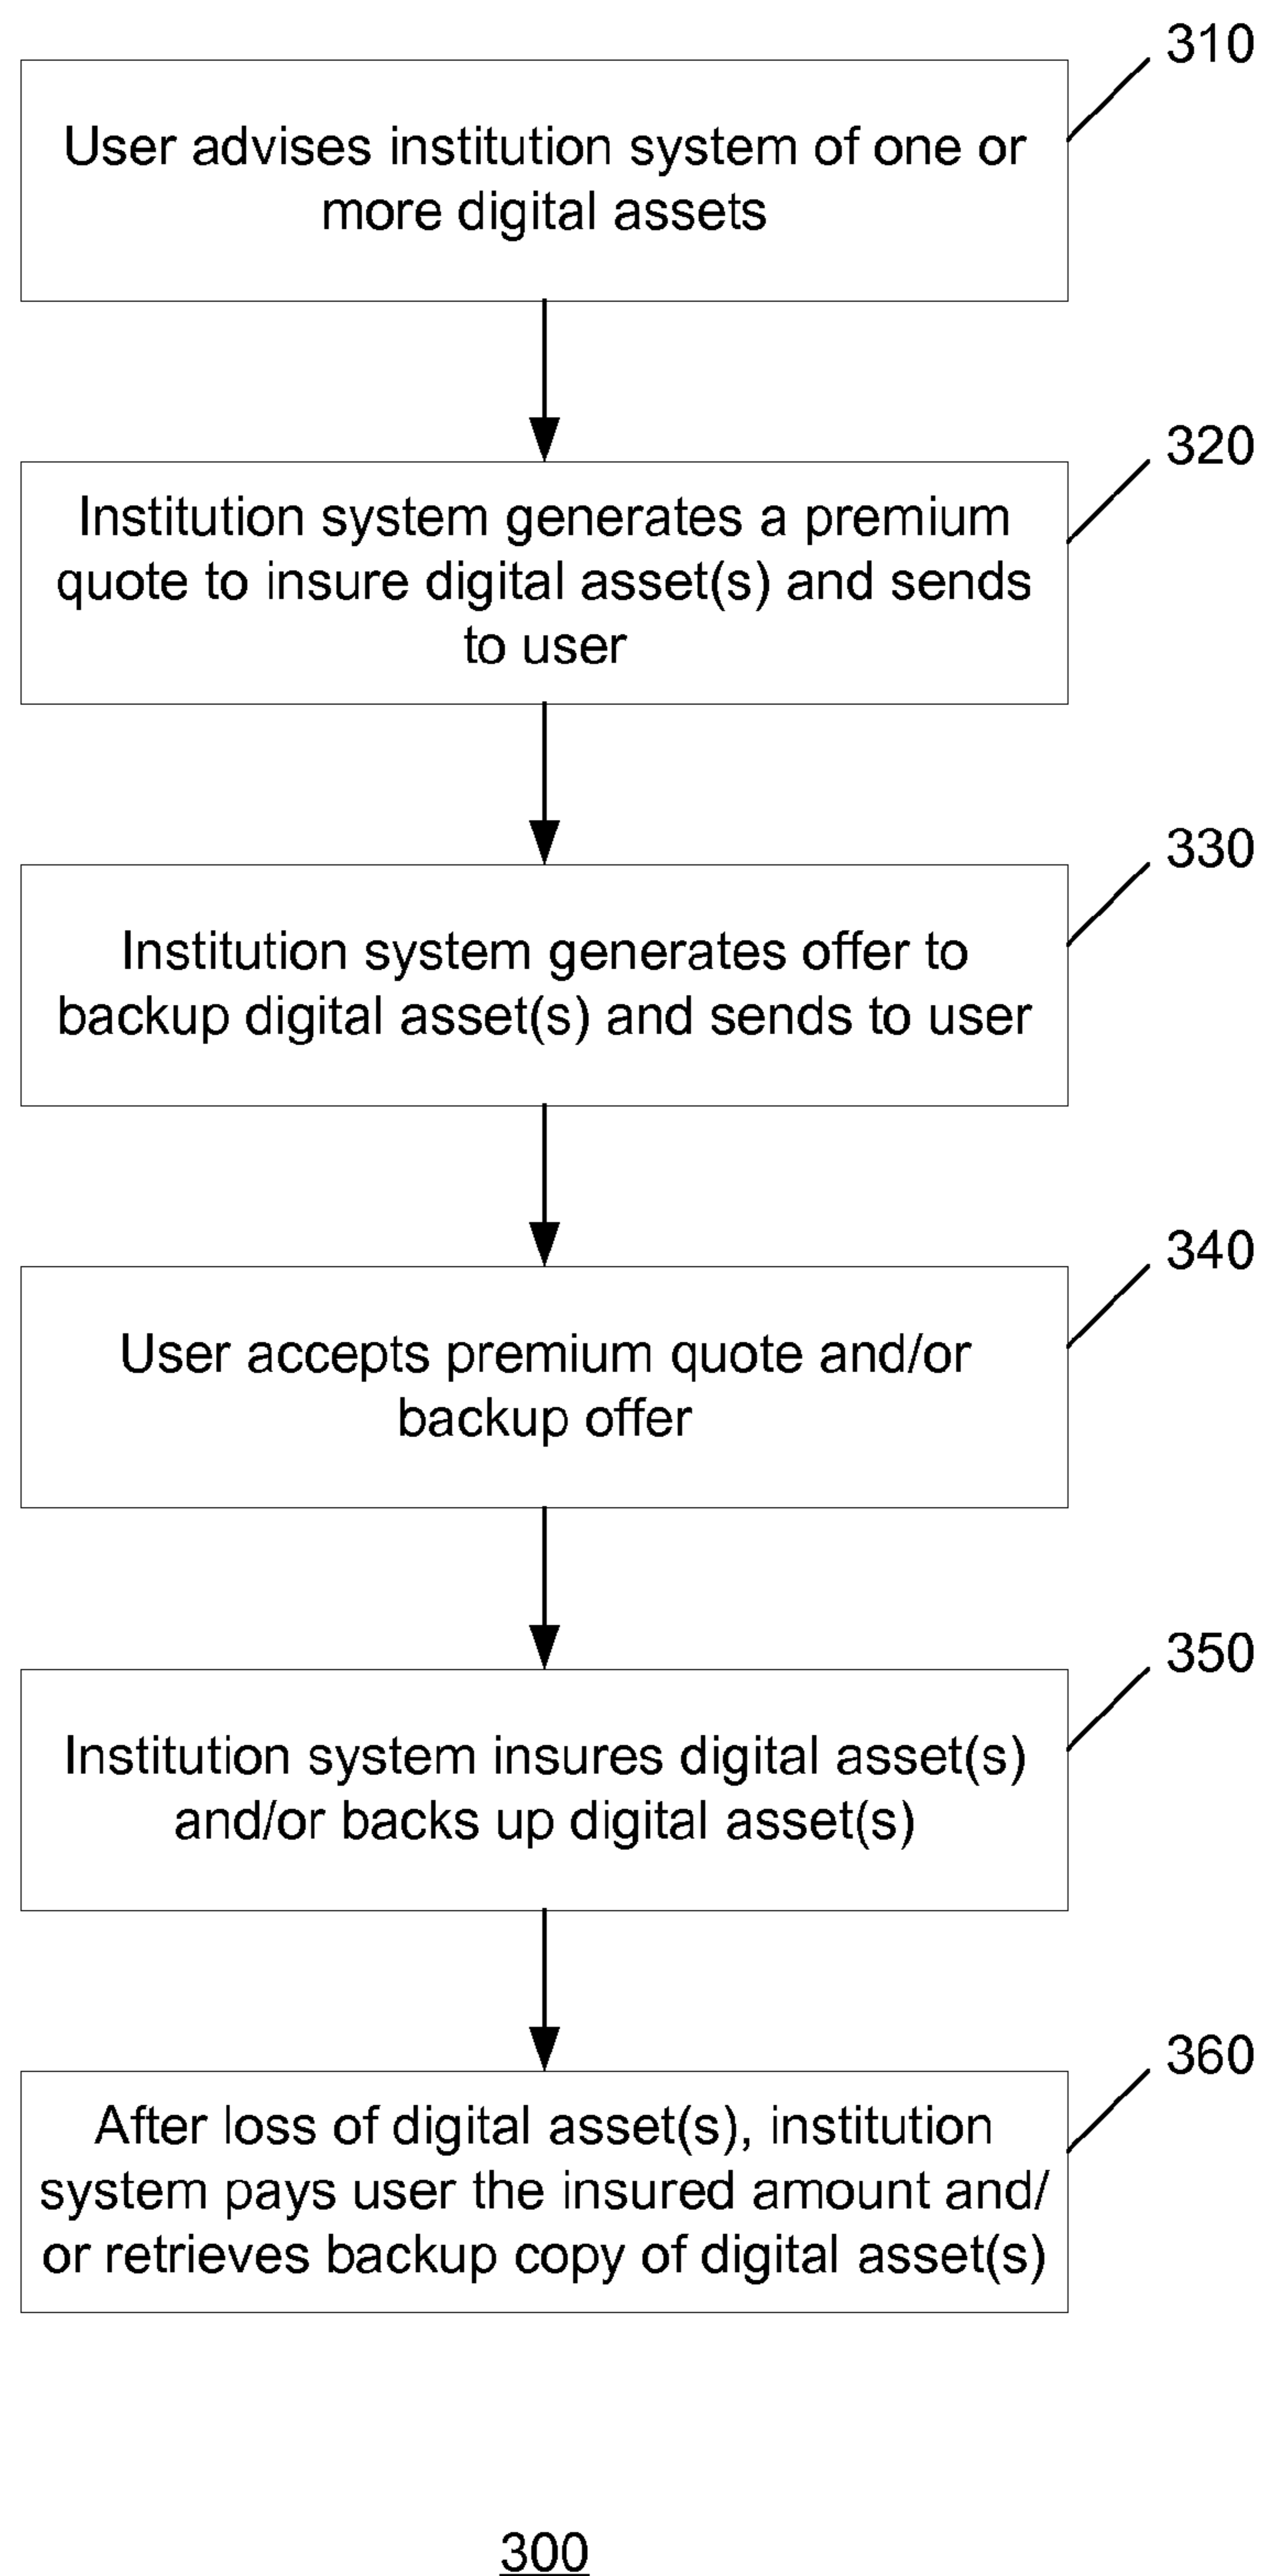 310
User advises institution system of one or
more digital assets
320
Institution system generates a premium
quote to insure digital asset(s) and sends
to user
330
Institution system generates offer to
backup digital asset(s) and sends to user
340
User accepts premium quote and/or
backup offer
350
Institution system insures digital asset(s)
and/or backs up digital asset(s)
360
After loss of digital asset(s), institution
system pays user the insured amount and/
or retrieves backup copy of digital asset(s)
300